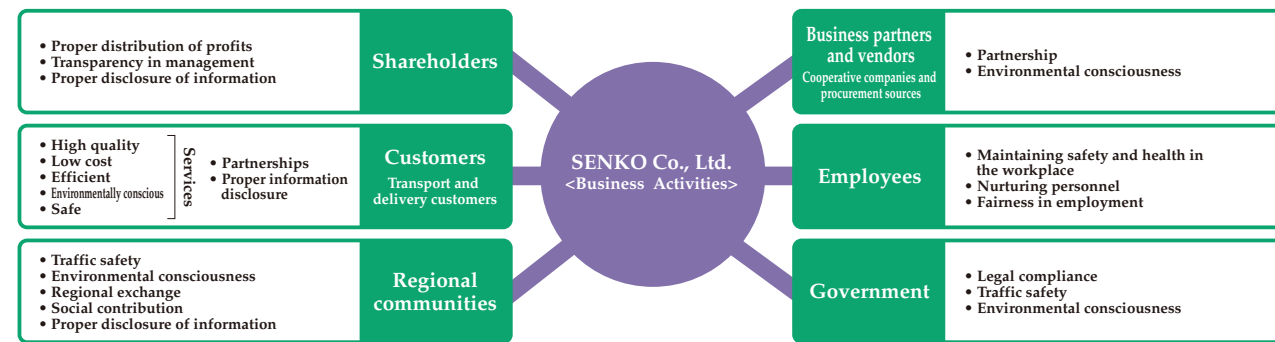 • Proper distribution of profits
• Transparency in management
• Proper disclosure of information
Shareholders
• High quality
• Low cost
• Efficient
• Environmentally conscious
• Safe
Services
• Partnerships
• Proper information
disclosure
Customers
Transport and
delivery customers
• Traffic safety
• Environmental consciousness
• Regional exchange
• Social contribution
• Proper disclosure of information
Regional
communities
SENKO Co., Ltd.
<Business Activities>
Business partners
and vendors
Cooperative companies and
procurement sources
• Partnership
• Environmental consciousness
Employees
• Maintaining safety and health in
the workplace
• Nurturing personnel
• Fairness in employment
Government
• Legal compliance
• Traffic safety
• Environmental consciousness